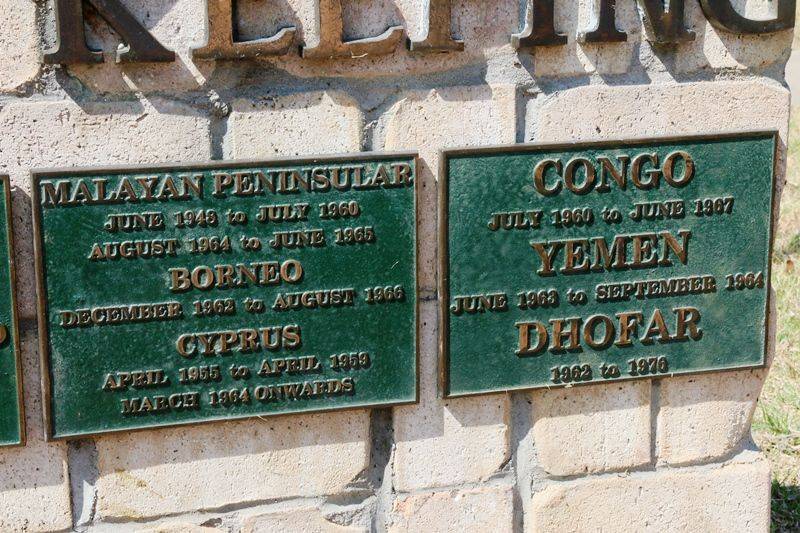 KEEPING
MALAYAN PENINSULAR
JUNE 1948 to JULY 1960
AUGUST 1964 to JUNE 1965
BORNEO
DECEMBER 1962 to AUGUST 1966
CYPRUS
APRIL 1955 to APRIL 1959
MARCH 1964 ONWARDS
CONGO
JULY 1960 to JUNE 1967
YEMEN
JUNE 1963 to SEPTEMBER 1964
DHOFAR
1962 to 1976